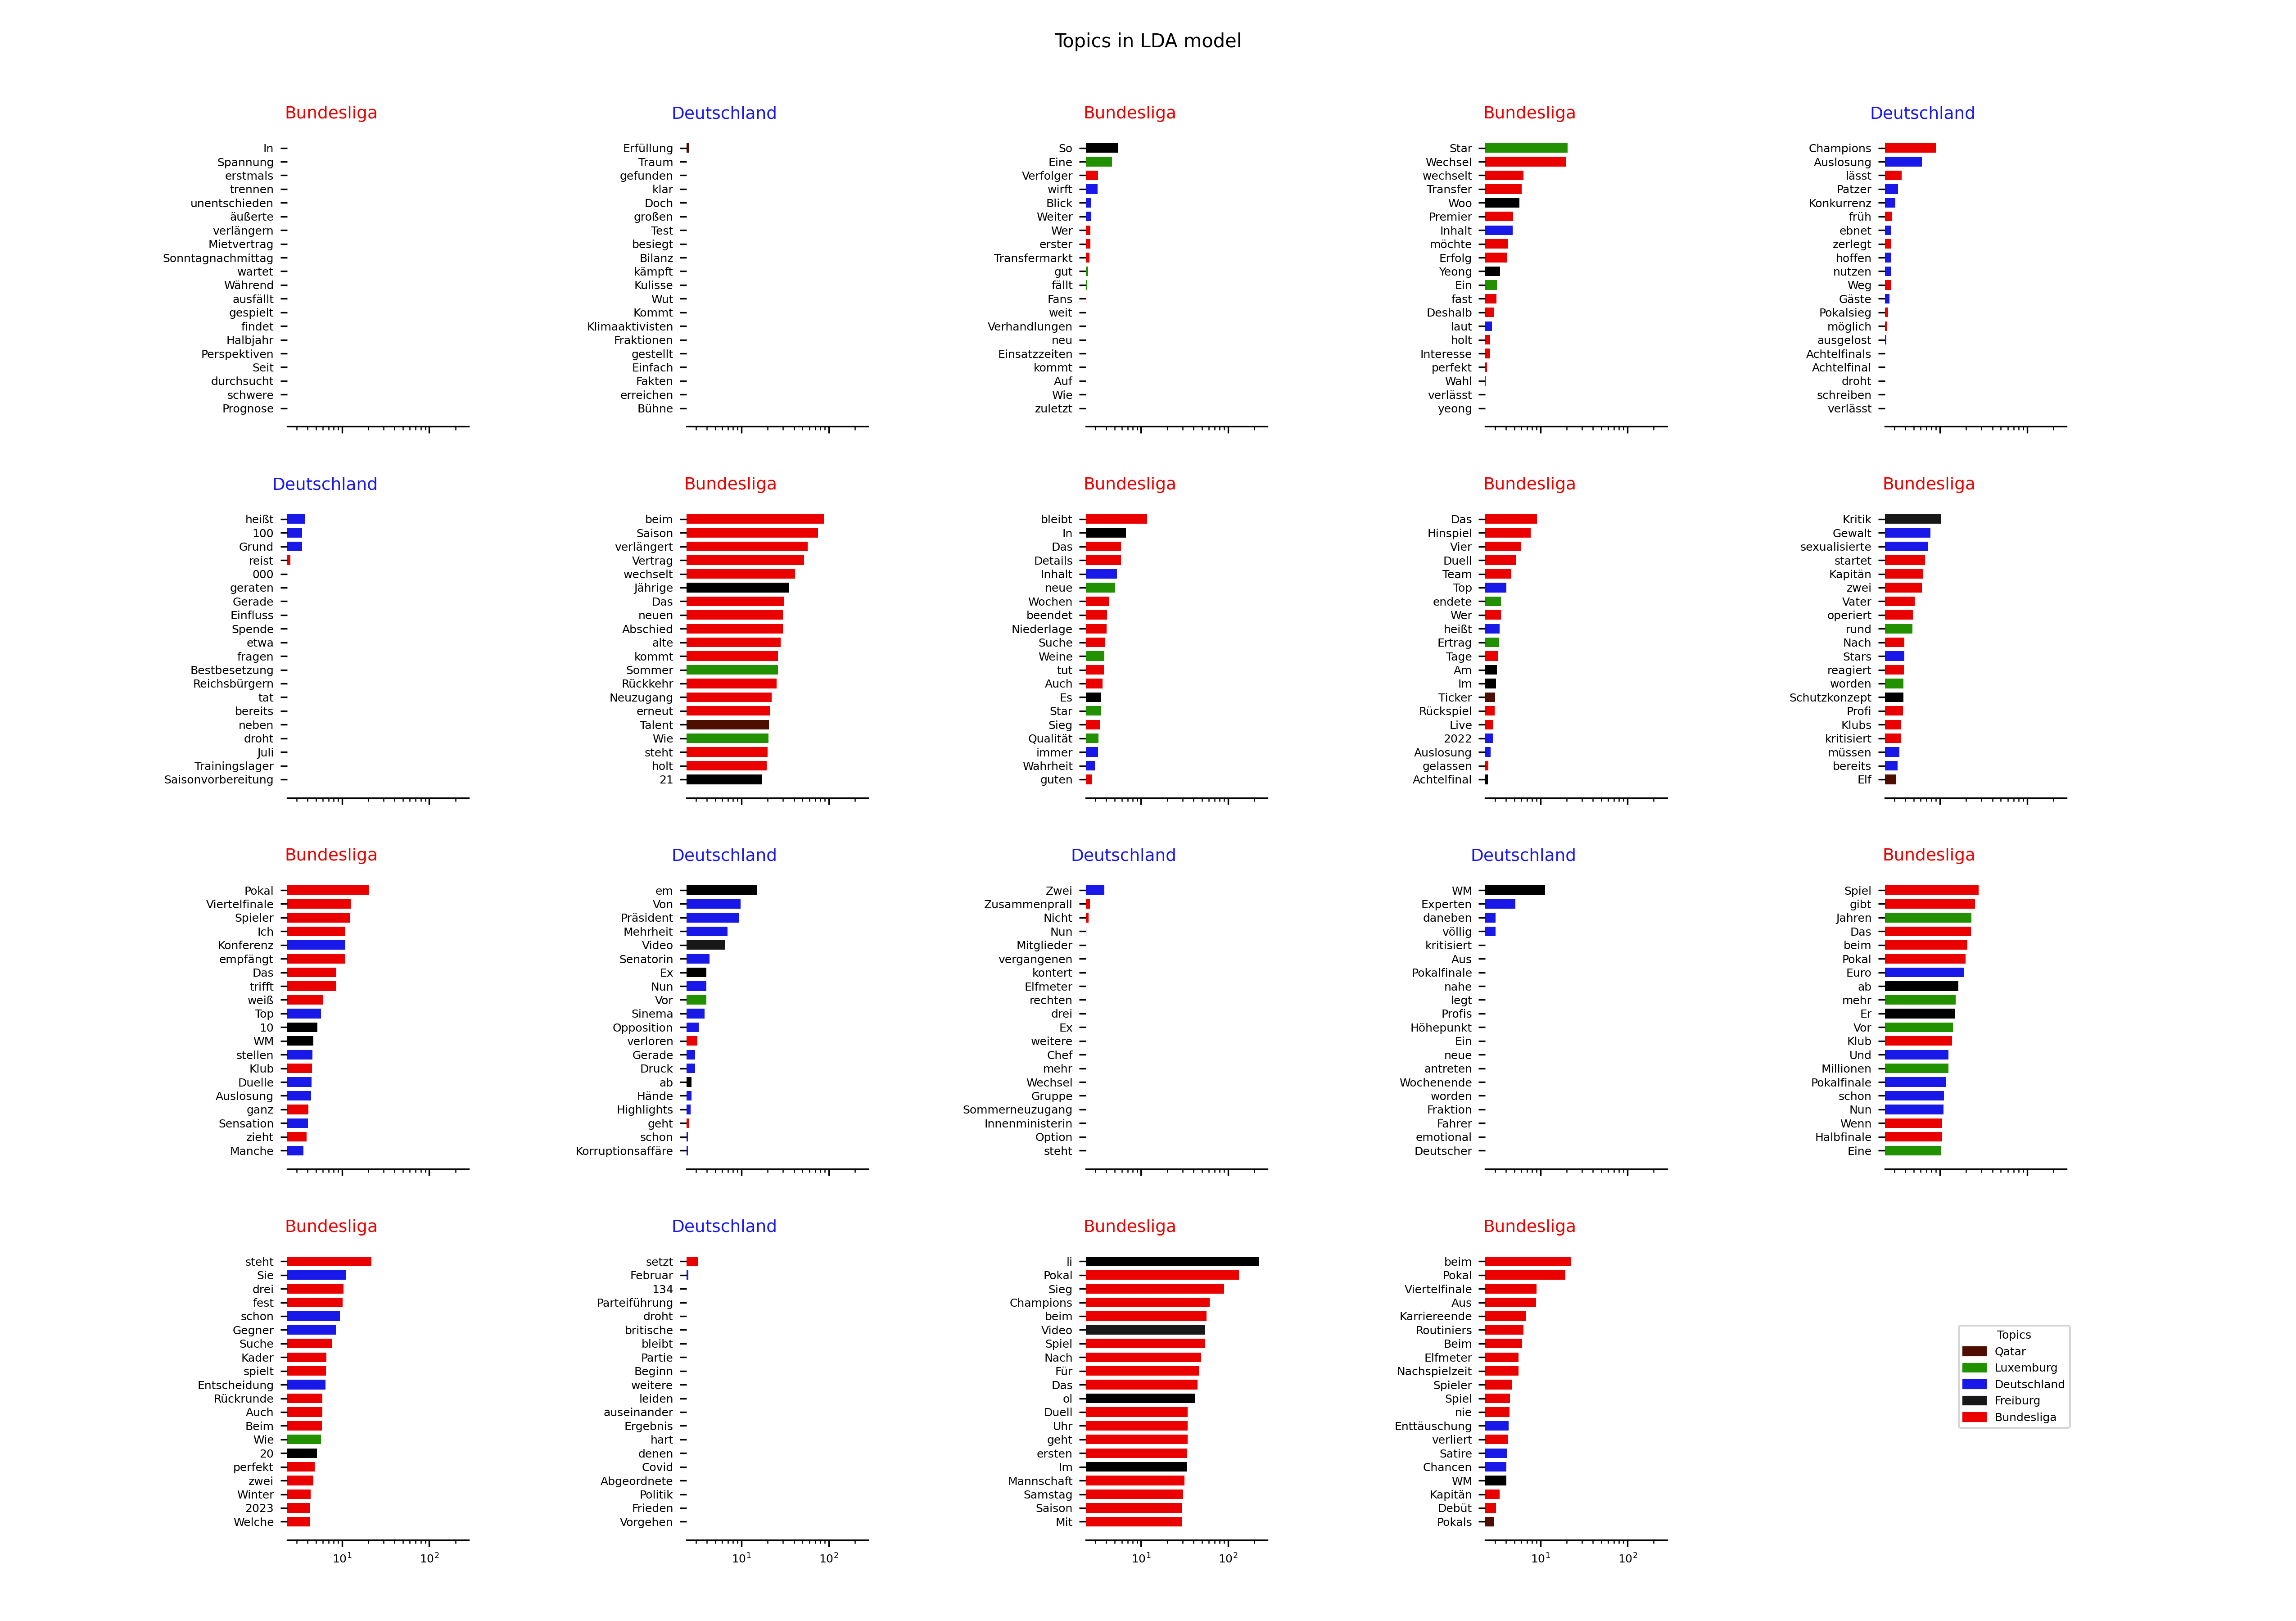 Topics in LDA model
Bundesliga
In
Spannung
erstmals
trennen
unentschieden
äußerte
verlängern
Mietvertrag
Sonntagnachmittag
wartet
Während
ausfällt
gespielt
findet
Halbjahr
Perspektiven
Seit
durchsucht
schwere
Prognose
Deutschland
Erfüllung
Traum
gefunden
klar
Doch
großen
Test
besiegt
Bilanz
kämpft
Kulisse
Wut
Kommt
Klimaaktivisten
Fraktionen
gestellt
Einfach
Fakten
erreichen
Bühne
Bundesliga
So
Eine
Verfolger
wirft
Blick
Weiter
Wer
erster
Transfermarkt
gut
fällt
Fans
weit
Verhandlungen
neu
Einsatzzeiten
kommt
Auf
Wie
zuletzt
Bundesliga
Star
Wechsel
wechselt
Transfer
Woo
Premier
Inhalt
möchte
Erfolg
Yeong
Ein
fast
Deshalb
laut
holt
Interesse
perfekt
Wahl
verlässt
yeong
Deutschland
Champions
Auslosung
lässt
Patzer
Konkurrenz
früh
ebnet
zerlegt
hoffen
nutzen
Weg
Gäste
Pokalsieg
möglich
ausgelost
Achtelfinals
Achtelfinal
droht
schreiben
verlässt
Deutschland
heißt
100
Grund
reist
000
geraten
Gerade
Einfluss
Spende
etwa
fragen
Bestbesetzung
Reichsbürgern
tat
bereits
neben
droht
Juli
Trainingslager
Saisonvorbereitung
Bundesliga
beim
Saison
verlängert
Vertrag
wechselt
Jährige
Das
neuen
Abschied
alte
kommt
Sommer
Rückkehr
Neuzugang
erneut
Talent
Wie
steht
holt
21
Bundesliga
bleibt
In
Das
Details
Inhalt
neue
Wochen
beendet
Niederlage
Suche
Weine
tut
Auch
Es
Star
Sieg
Qualität
immer
Wahrheit
guten
Bundesliga
Das
Hinspiel
Vier
Duell
Team
Top
endete
Wer
heißt
Ertrag
Tage
Am
Im
Ticker
Rückspiel
Live
2022
Auslosung
gelassen
Achtelfinal
Bundesliga
Kritik
Gewalt
sexualisierte
startet
Kapitän
zwei
Vater
operiert
rund
Nach
Stars
reagiert
worden
Schutzkonzept
Profi
Klubs
kritisiert
müssen
bereits
Elf
Bundesliga
Pokal
Viertelfinale
Spieler
Ich
Konferenz
empfängt
Das
trifft
weiß
Top
10
WM
stellen
Klub
Duelle
Auslosung
ganz
Sensation
zieht
Manche
Deutschland
em
Von
Präsident
Mehrheit
Video
Senatorin
Ex
Nun
Vor
Sinema
Opposition
verloren
Gerade
Druck
ab
Hände
Highlights
geht
schon
Korruptionsaffäre
Deutschland
Zwei
Zusammenprall
Nicht
Nun
Mitglieder
vergangenen
kontert
Elfmeter
rechten
drei
Ex
weitere
Chef
mehr
Wechsel
Gruppe
Sommerneuzugang
Innenministerin
Option
steht
Deutschland
WM
Experten
daneben
völlig
kritisiert
Aus
Pokalfinale
nahe
legt
Profis
Höhepunkt
Ein
neue
antreten
Wochenende
worden
Fraktion
Fahrer
emotional
Deutscher
Bundesliga
Spiel
gibt
Jahren
Das
beim
Pokal
Euro
ab
mehr
Er
Vor
Klub
Und
Millionen
Pokalfinale
schon
Nun
Wenn
Halbfinale
Eine
Bundesliga
steht
Sie
drei
fest
schon
Gegner
Suche
Kader
spielt
Entscheidung
Rückrunde
Auch
Beim
Wie
20
perfekt
zwei
Winter
2023
Welche
10¹ 10²
Deutschland
setzt
Februar
134
Parteiführung
droht
britische
bleibt
Partie
Beginn
weitere
leiden
auseinander
Ergebnis
hart
denen
Covid
Abgeordnete
Politik
Frieden
Vorgehen
10¹ 10²
Bundesliga
li
Pokal
Sieg
Champions
beim
Video
Spiel
Nach
Für
Das
ol
Duell
Uhr
geht
ersten
Im
Mannschaft
Samstag
Saison
Mit
10¹ 10²
Bundesliga
beim
Pokal
Viertelfinale
Aus
Karriereende
Routiniers
Beim
Elfmeter
Nachspielzeit
Spieler
Spiel
nie
Enttäuschung
verliert
Satire
Chancen
WM
Kapitän
Debüt
Pokals
10¹ 10²
Topics
Qatar
Luxemburg
Deutschland
Freiburg
Bundesliga